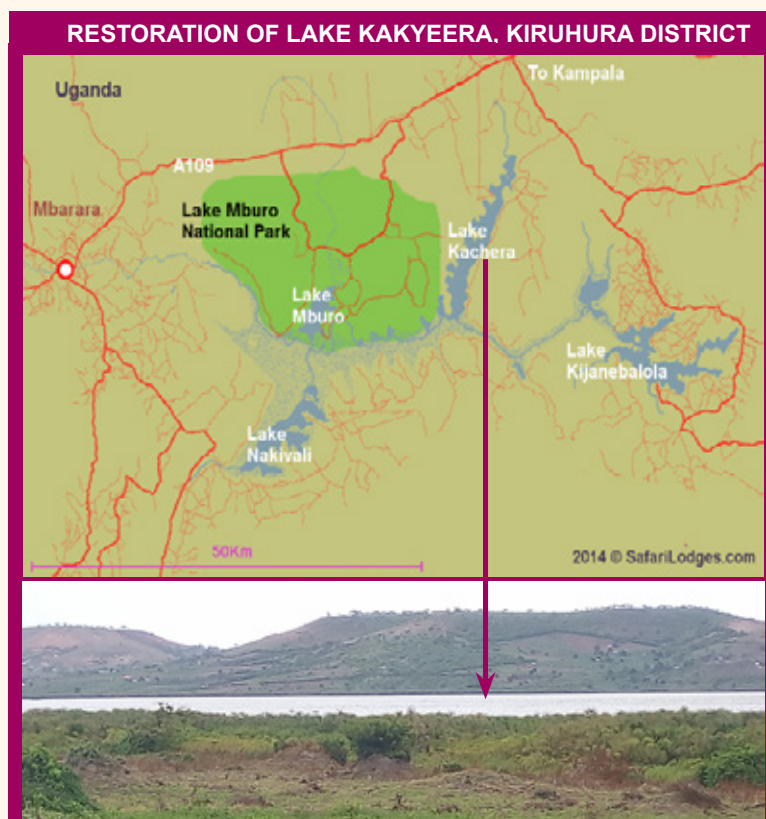 RESTORATION OF LAKE KAKYEERA, KIRUHURA DISTRICT
To Kampala
Uganda
A109
Mbarara
Lake Mburo
National Park
Lake
Kachera
Lake
Mburo
Lake
Kijanebalola
Lake
Nakivali
50Km
2014 © SafariLodges.com